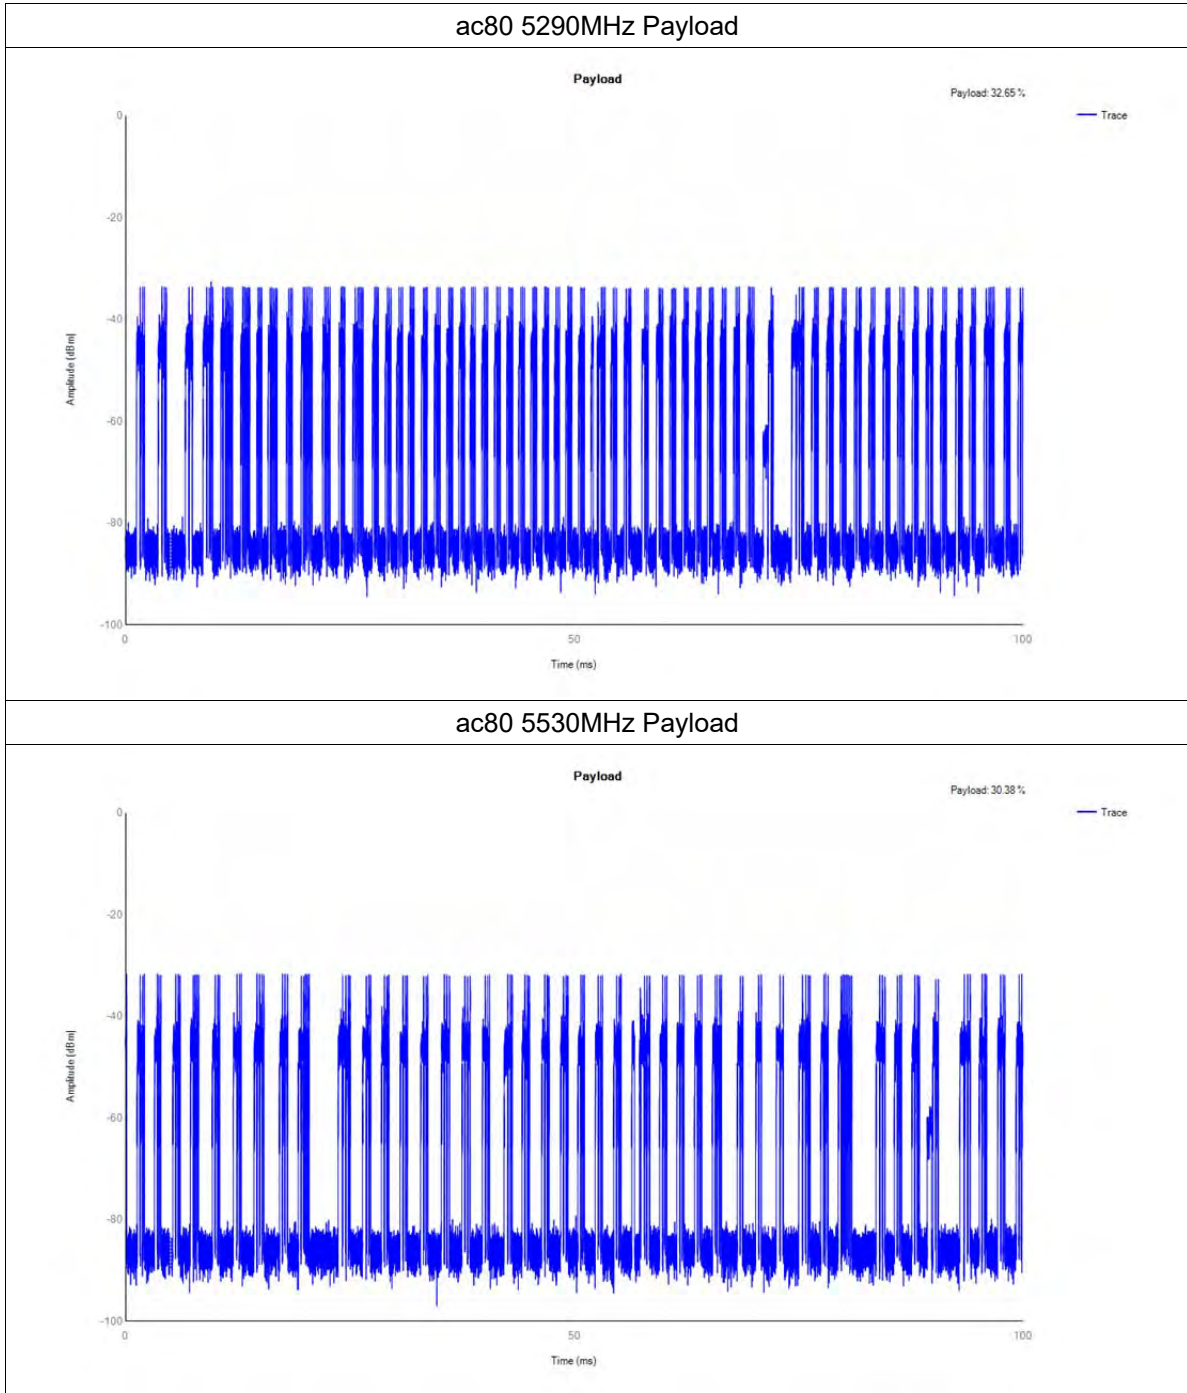 ac80 5290MHz Payload
Payload
Payload: 32.65 %
Trace
0
-20
-40
-60
-80
-100
Amplitude [dBm]
0
50
100
Time (ms)
ac80 5530MHz Payload
Payload
Payload: 30.38 %
Trace
0
-20
-40
-60
-80
-100
Amplitude [dBm]
0
50
100
Time (ms)